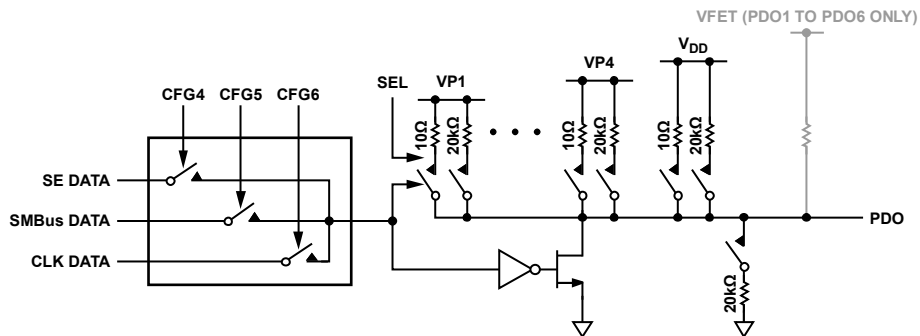 VFET (PDO1 TO PDO6 ONLY)
VDD
VP4
SEL VP1
CFG4 CFG5 CFG6
10Ω 20kΩ 10Ω 20kΩ 10Ω 20kΩ
SE DATA
SMBus DATA
PDO
CLK DATA
20kΩ